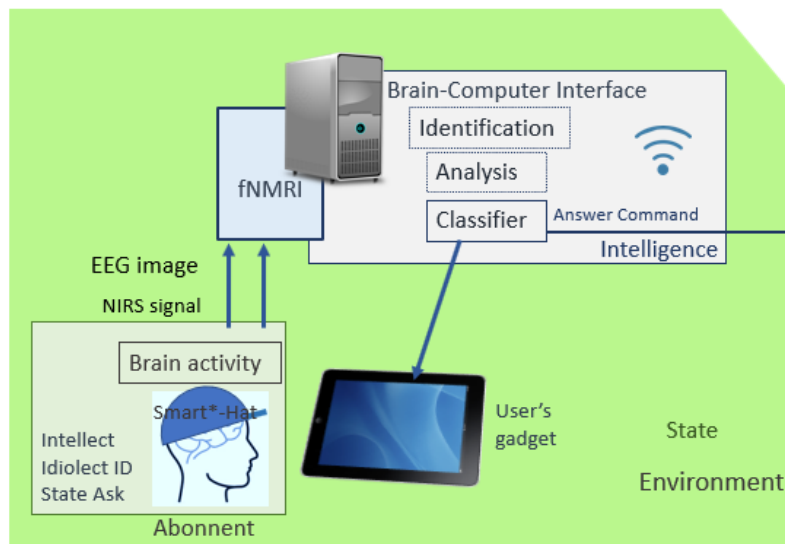 Brain-Computer Interface
Identification
Analysis
fNMRI
Classifier
Answer Command
Intelligence
EEG image
NIRS signal
Brain activity
Smart*-Hat
Intellect
Idiolect ID
State Ask
Abonnent
User's
gadget
State
Environment